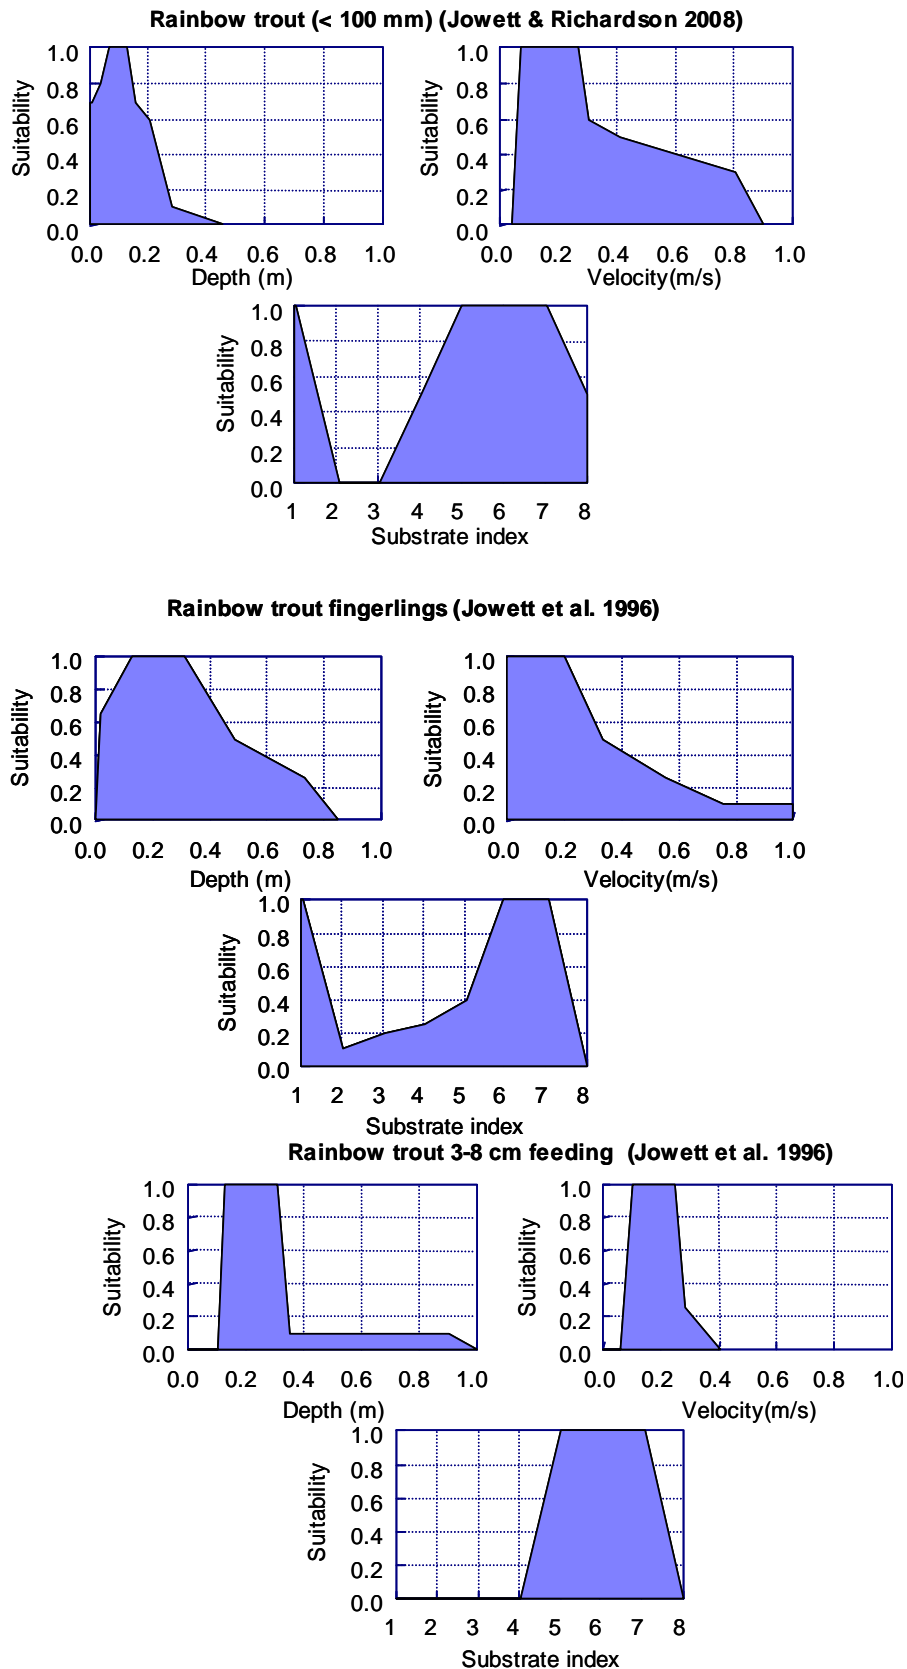 Rainbow trout (< 100 mm) (Jowett & Richardson 2008)
Suitability
1.0
0.8
0.6
0.4
0.2
0.0
0.0 0.2 0.4 0.6 0.8 1.0
Depth (m)
Suitability
1.0
0.8
0.6
0.4
0.2
0.0
0.0 0.2 0.4 0.6 0.8 1.0
Velocity(m/s)
Suitability
1.0
0.8
0.6
0.4
0.2
0.0
1 2 3 4 5 6 7 8
Substrate index
Rainbow trout fingerlings (Jowett et al. 1996)
Suitability
1.0
0.8
0.6
0.4
0.2
0.0
0.0 0.2 0.4 0.6 0.8 1.0
Depth (m)
Suitability
1.0
0.8
0.6
0.4
0.2
0.0
0.0 0.2 0.4 0.6 0.8 1.0
Velocity(m/s)
Suitability
1.0
0.8
0.6
0.4
0.2
0.0
1 2 3 4 5 6 7 8
Substrate index
Rainbow trout 3-8 cm feeding (Jowett et al. 1996)
Suitability
1.0
0.8
0.6
0.4
0.2
0.0
0.0 0.2 0.4 0.6 0.8 1.0
Depth (m)
Suitability
1.0
0.8
0.6
0.4
0.2
0.0
0.0 0.2 0.4 0.6 0.8 1.0
Velocity(m/s)
Suitability
1.0
0.8
0.6
0.4
0.2
0.0
1 2 3 4 5 6 7 8
Substrate index